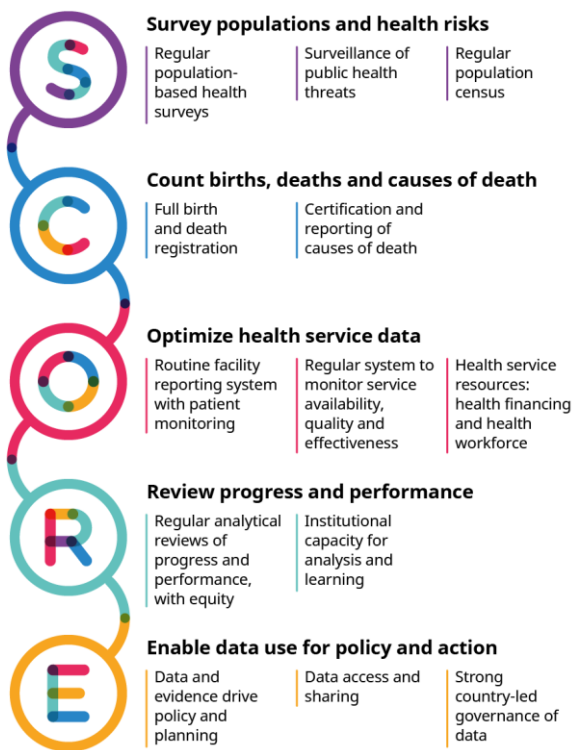 S
Survey populations and health risks
Regular
population-
based health
surveys
Surveillance of
public health
threats
Regular
population
census
C
Count births, deaths and causes of death
Full birth
and death
registration
Certification and
reporting of
causes of death
O
Optimize health service data
Routine facility
reporting system
with patient
monitoring
Regular system to
monitor service
availability,
quality and
effectiveness
Health service
resources:
health financing
and health
workforce
R
Review progress and performance
Regular analytical
reviews of
progress and
performance,
with equity
Institutional
capacity for
analysis and
learning
E
Enable data use for policy and action
Data and
evidence drive
policy and
planning
Data access and
sharing
Strong
country-led
governance of
data